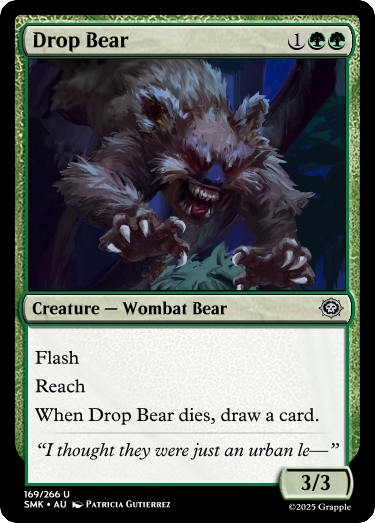 Drop Bear 1
Creature — Wombat Bear
Flash
Reach
When Drop Bear dies, draw a card.
“I thought they were just an urban le—”
3/3
169/266 U
SMK • AU Patricia Gutierrez
©2025 Grapple